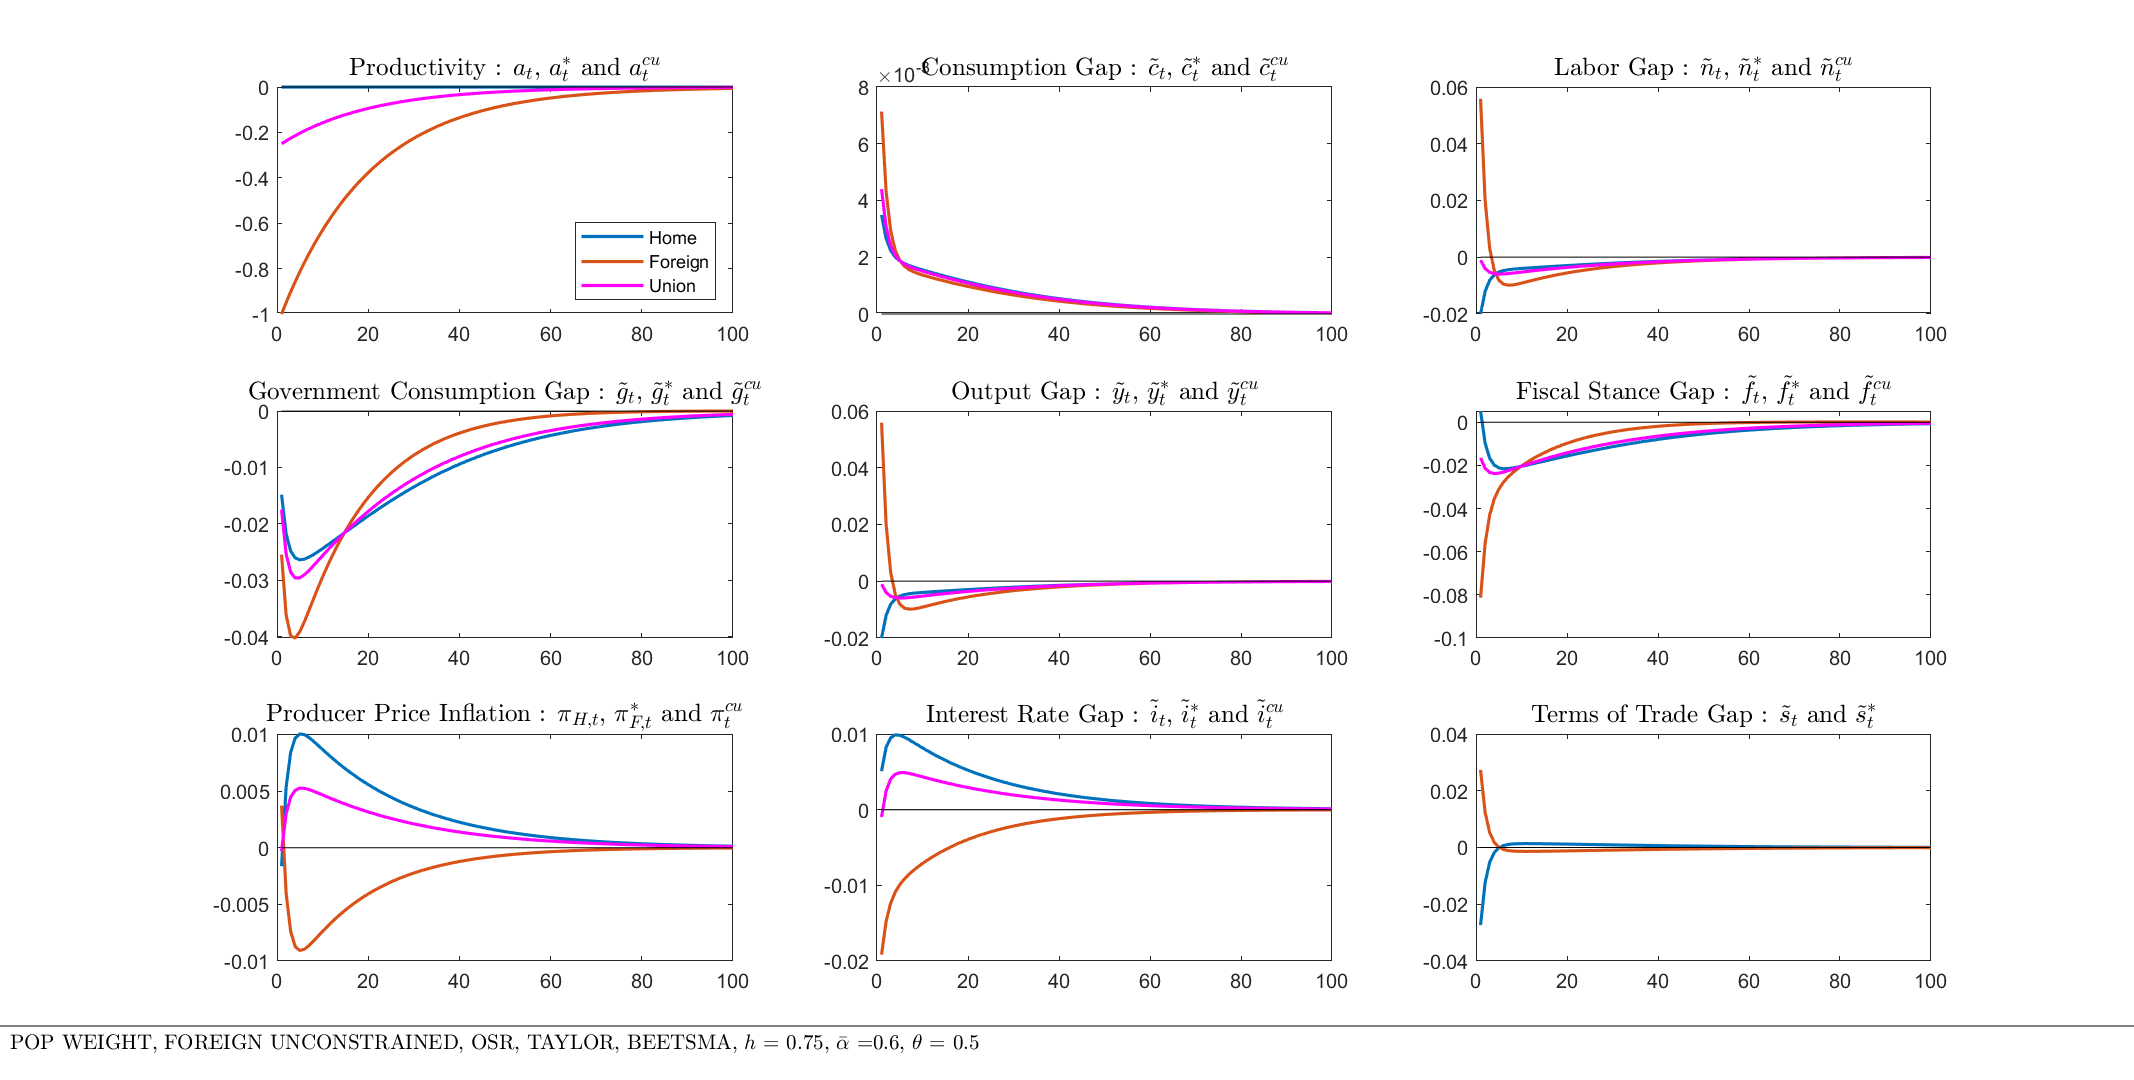 Productivity : a_t, a_t^* and a_t^{cu}
0
-0.2
-0.4
-0.6
-0.8
-1
0 20 40 60 80 100
Home
Foreign
Union
×10^{-3}
Consumption Gap : c̃_t, c̃_t^* and c̃_t^{cu}
8
6
4
2
0
0 20 40 60 80 100
Labor Gap : ñ_t, ñ_t^* and ñ_t^{cu}
0.06
0.04
0.02
0
-0.02
0 20 40 60 80 100
Government Consumption Gap : g̃_t, g̃_t^* and g̃_t^{cu}
0
-0.01
-0.02
-0.03
-0.04
0 20 40 60 80 100
Output Gap : ỹ_t, ỹ_t^* and ỹ_t^{cu}
0.06
0.04
0.02
0
-0.02
0 20 40 60 80 100
Fiscal Stance Gap : f̃_t, f̃_t^* and f̃_t^{cu}
0
-0.02
-0.04
-0.06
-0.08
-0.1
0 20 40 60 80 100
Producer Price Inflation : π_{H,t}, π_{F,t}^* and π_t^{cu}
0.01
0.005
0
-0.005
-0.01
0 20 40 60 80 100
Interest Rate Gap : ĩ_t, ĩ_t^* and ĩ_t^{cu}
0.01
0
-0.01
-0.02
0 20 40 60 80 100
Terms of Trade Gap : s̃_t and s̃_t^*
0.04
0.02
0
-0.02
-0.04
0 20 40 60 80 100
POP WEIGHT, FOREIGN UNCONSTRAINED, OSR, TAYLOR, BEETSMA, h = 0.75, ᾱ =0.6, θ = 0.5